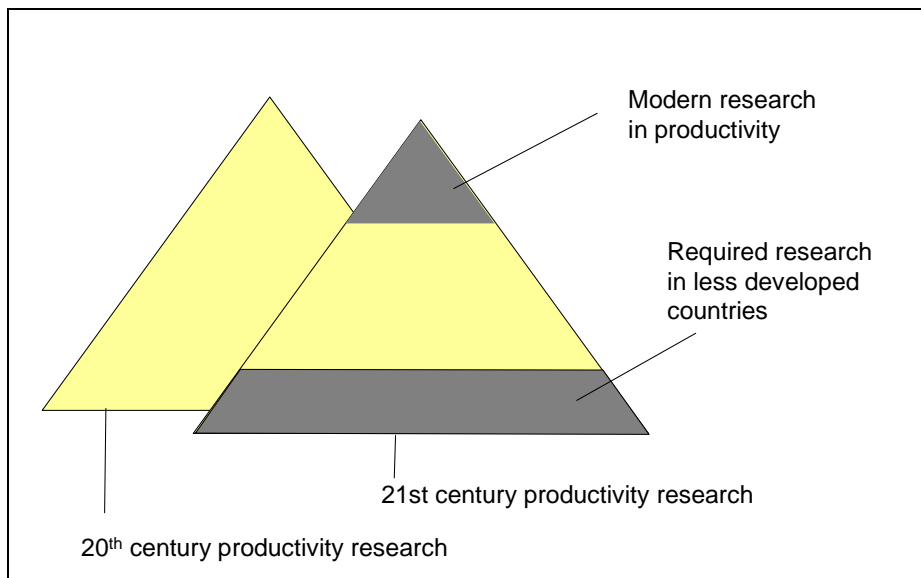 Modern research
in productivity
Required research
in less developed
countries
21st century productivity research
20th century productivity research